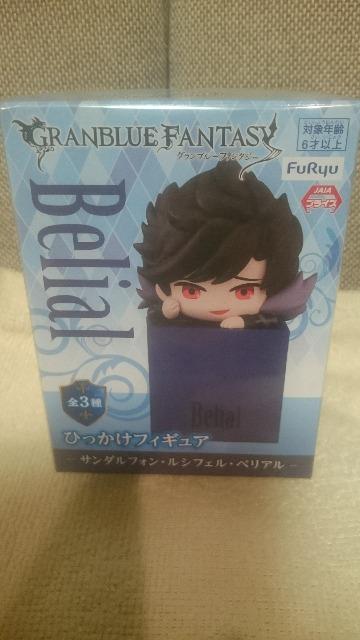 GRANBLUE FANTASY
グランブルーファンタジー
対象年齢
6才以上
FuRyu
JAIA
プライズ
Belial
Belial
全3種
ひっかけフィギュア
－サンダルフォン・ルシフェル・ベリアル－